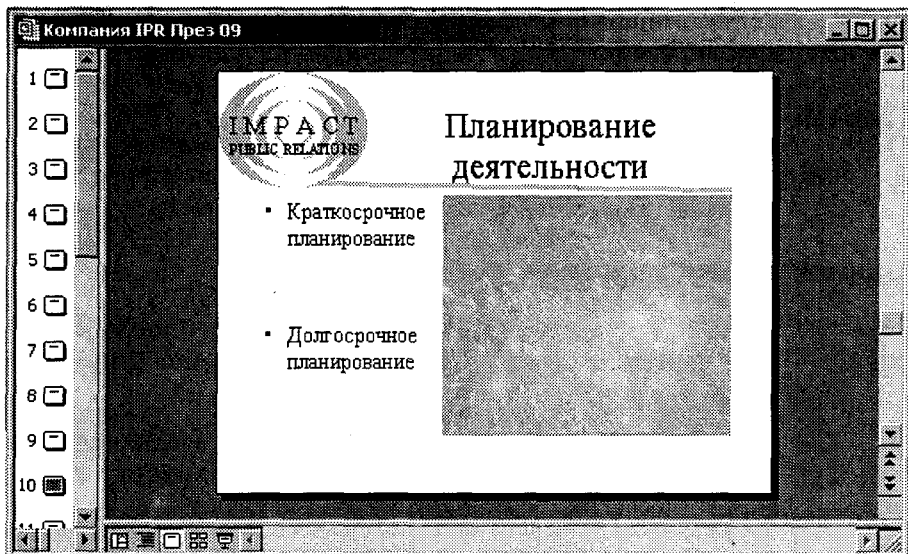 Компания IPR През 09
1
2
3
4
5
6
7
8
9
10
IMPACT
PUBLIC RELATIONS
Планирование
деятельности
▪ Краткосрочное
планирование
▪ Долгосрочное
планирование